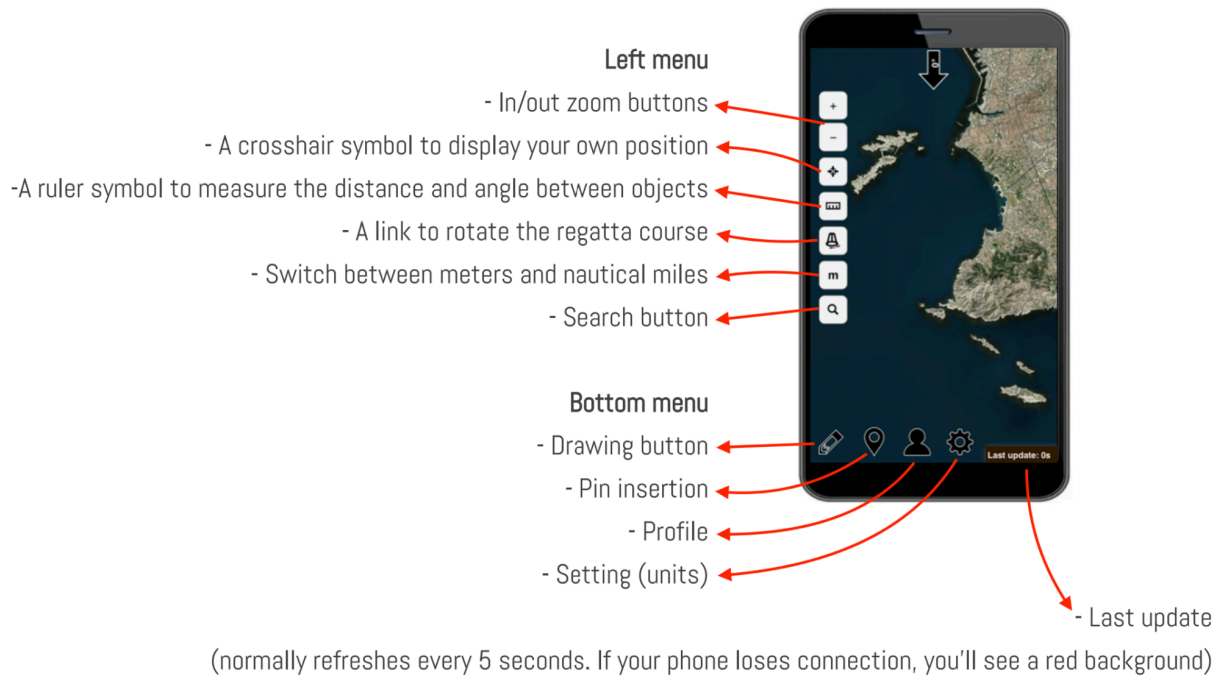 Left menu
- In/out zoom buttons
- A crosshair symbol to display your own position
-A ruler symbol to measure the distance and angle between objects
- A link to rotate the regatta course
- Switch between meters and nautical miles
- Search button
Bottom menu
- Drawing button
- Pin insertion
- Profile
- Setting (units)
0°
+
−
m
Last update: 0s
- Last update
(normally refreshes every 5 seconds. If your phone loses connection, you'll see a red background)